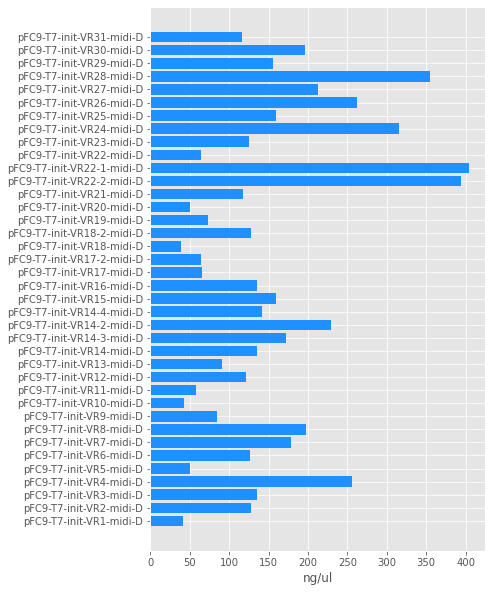 pFC9-T7-init-VR31-midi-D
pFC9-T7-init-VR30-midi-D
pFC9-T7-init-VR29-midi-D
pFC9-T7-init-VR28-midi-D
pFC9-T7-init-VR27-midi-D
pFC9-T7-init-VR26-midi-D
pFC9-T7-init-VR25-midi-D
pFC9-T7-init-VR24-midi-D
pFC9-T7-init-VR23-midi-D
pFC9-T7-init-VR22-midi-D
pFC9-T7-init-VR22-1-midi-D
pFC9-T7-init-VR22-2-midi-D
pFC9-T7-init-VR21-midi-D
pFC9-T7-init-VR20-midi-D
pFC9-T7-init-VR19-midi-D
pFC9-T7-init-VR18-2-midi-D
pFC9-T7-init-VR18-midi-D
pFC9-T7-init-VR17-2-midi-D
pFC9-T7-init-VR17-midi-D
pFC9-T7-init-VR16-midi-D
pFC9-T7-init-VR15-midi-D
pFC9-T7-init-VR14-4-midi-D
pFC9-T7-init-VR14-2-midi-D
pFC9-T7-init-VR14-3-midi-D
pFC9-T7-init-VR14-midi-D
pFC9-T7-init-VR13-midi-D
pFC9-T7-init-VR12-midi-D
pFC9-T7-init-VR11-midi-D
pFC9-T7-init-VR10-midi-D
pFC9-T7-init-VR9-midi-D
pFC9-T7-init-VR8-midi-D
pFC9-T7-init-VR7-midi-D
pFC9-T7-init-VR6-midi-D
pFC9-T7-init-VR5-midi-D
pFC9-T7-init-VR4-midi-D
pFC9-T7-init-VR3-midi-D
pFC9-T7-init-VR2-midi-D
pFC9-T7-init-VR1-midi-D
0 50 100 150 200 250 300 350 400
ng/ul